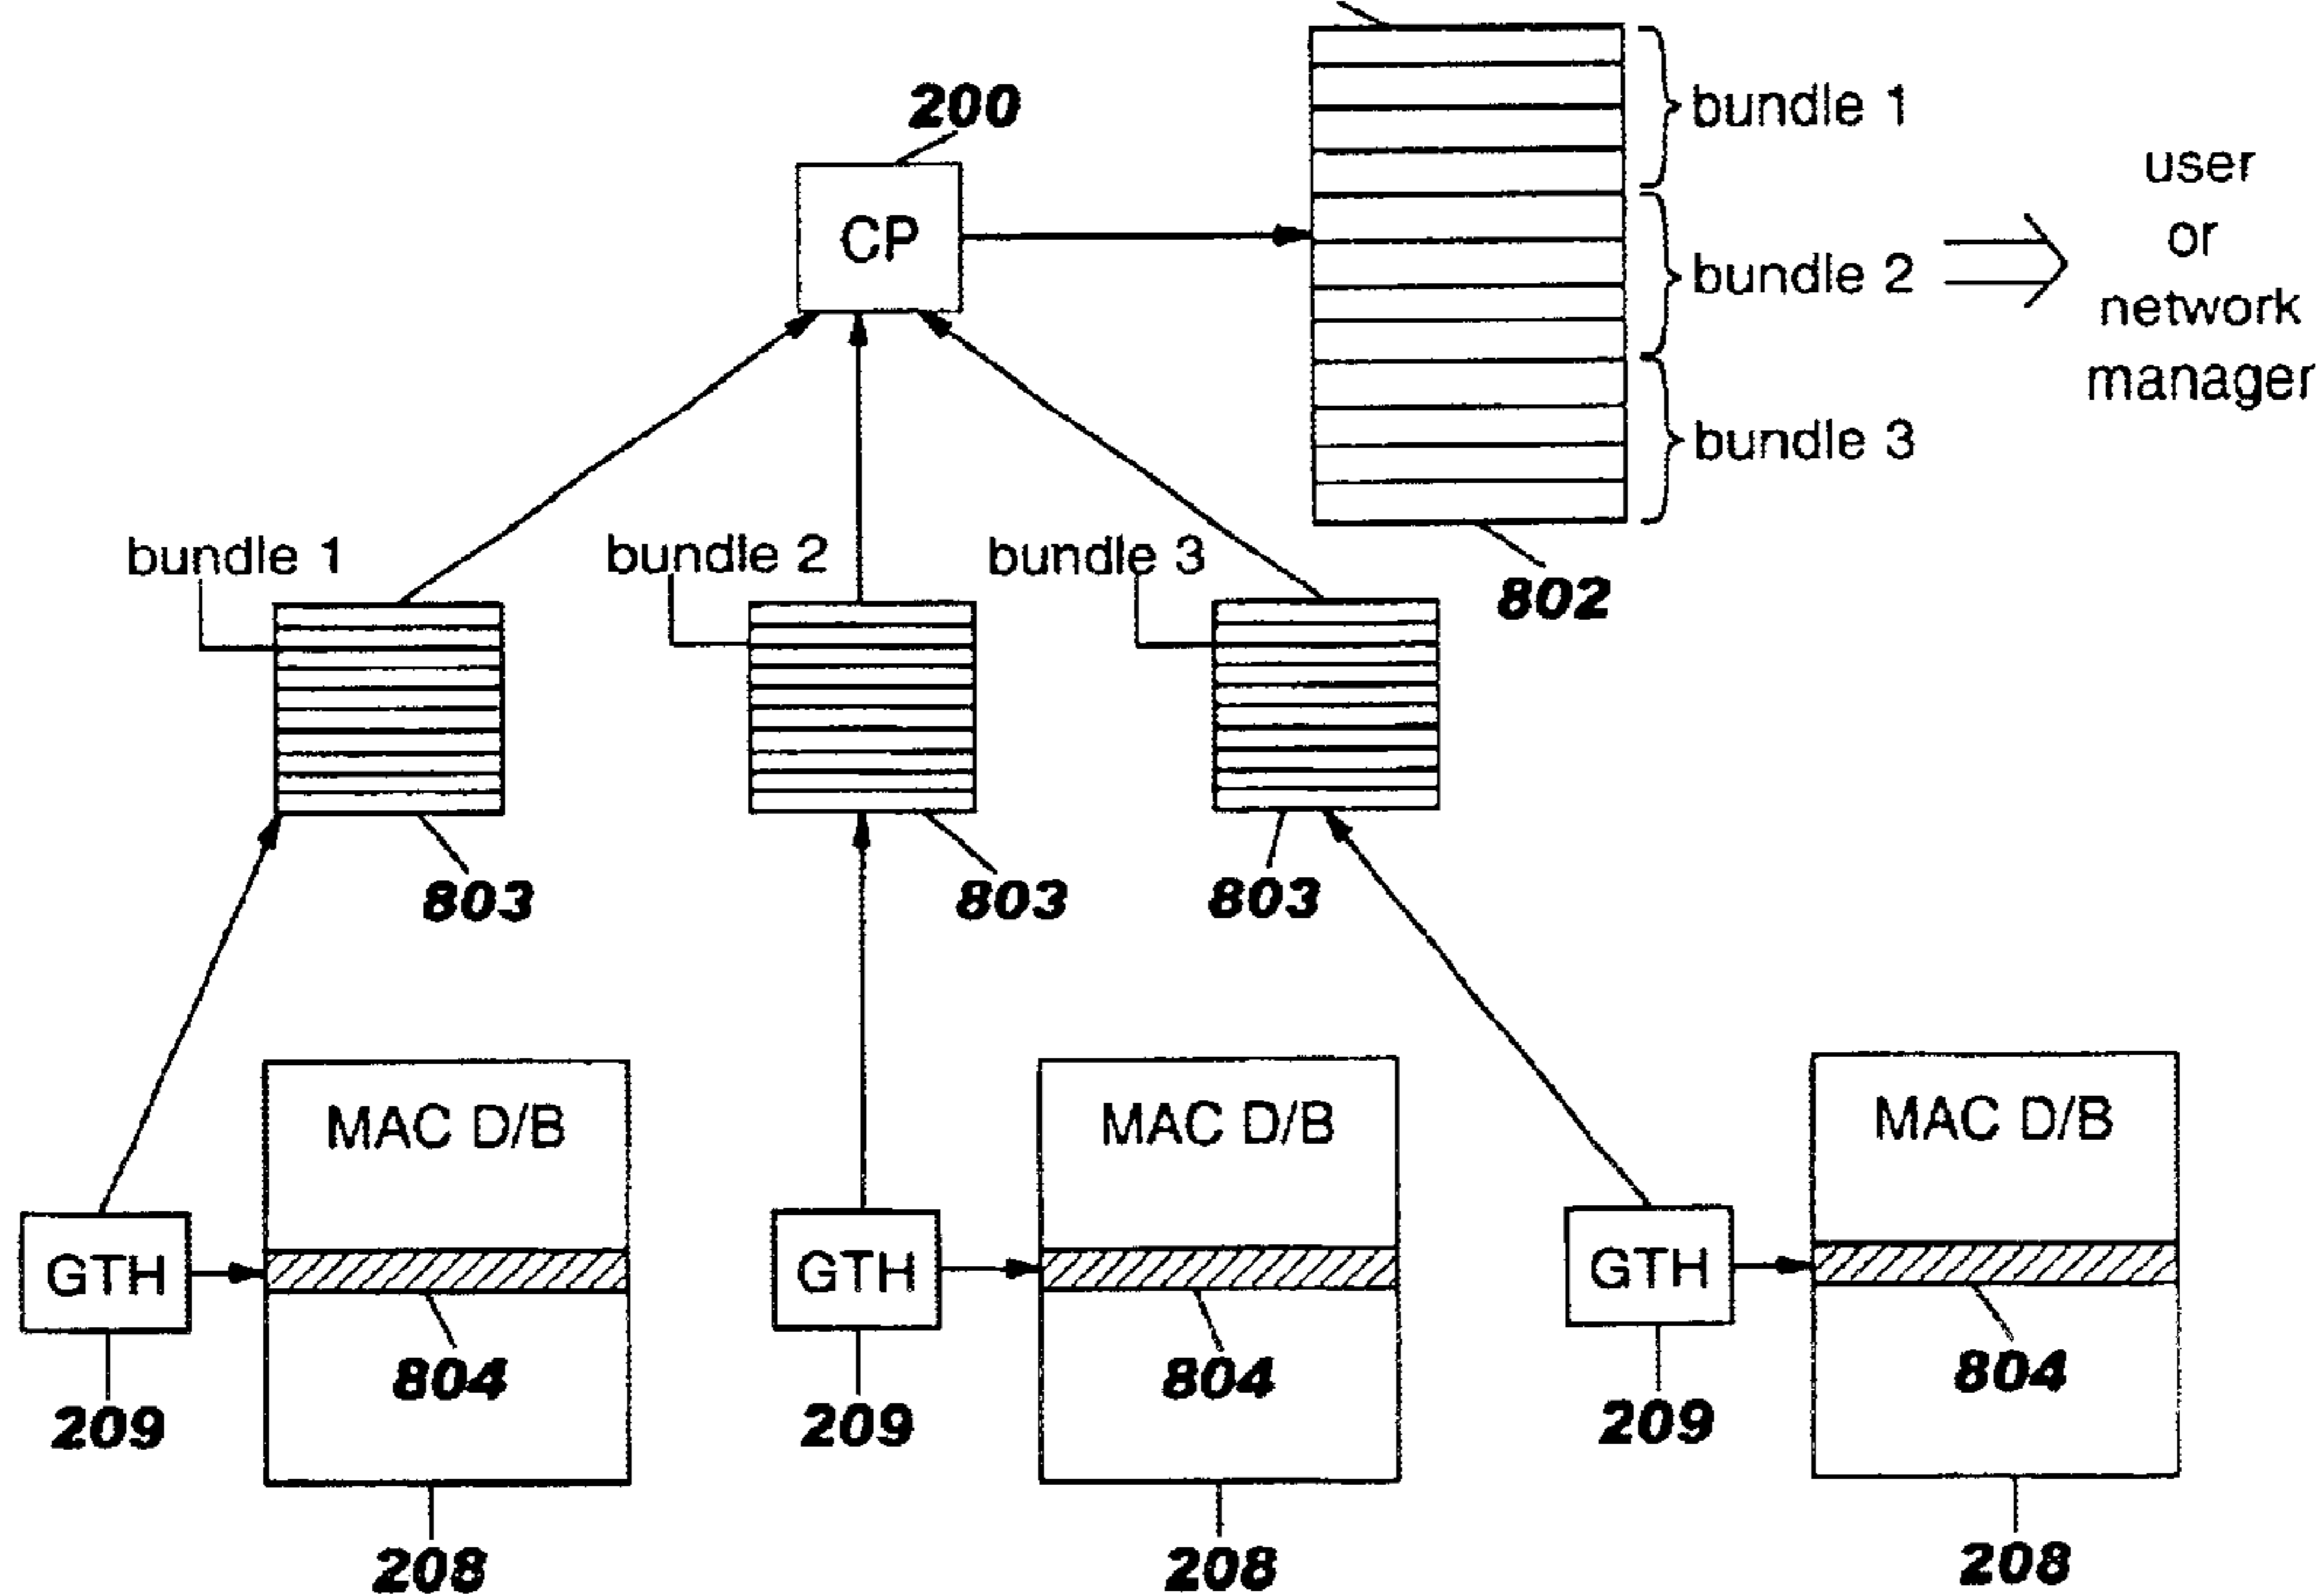 200
CP
bundle 1
bundle 2
bundle 3
user
or
network
manager
802
bundle 1
bundle 2
bundle 3
803
803
803
MAC D/B
MAC D/B
MAC D/B
GTH
GTH
GTH
804
804
804
209
209
209
208
208
208